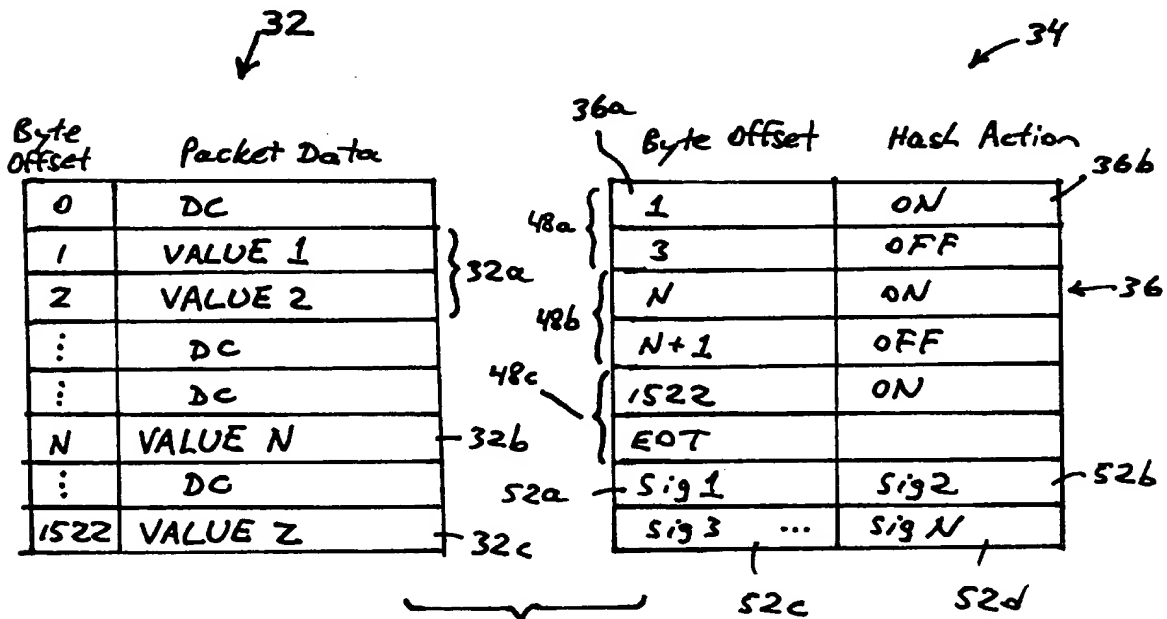 32
34
Byte Offset Packet Data
0 DC
1 VALUE 1
2 VALUE 2
⋮ DC
⋮ DC
N VALUE N
⋮ DC
1522 VALUE Z
32a
32b
32c
36a
Byte Offset Hash Action
36b
48a
1 ON
3 OFF
36
48b
N ON
N+1 OFF
48c
1522 ON
EOT
52a
Sig 1 Sig 2
52b
Sig 3 ... Sig N
52c
52d